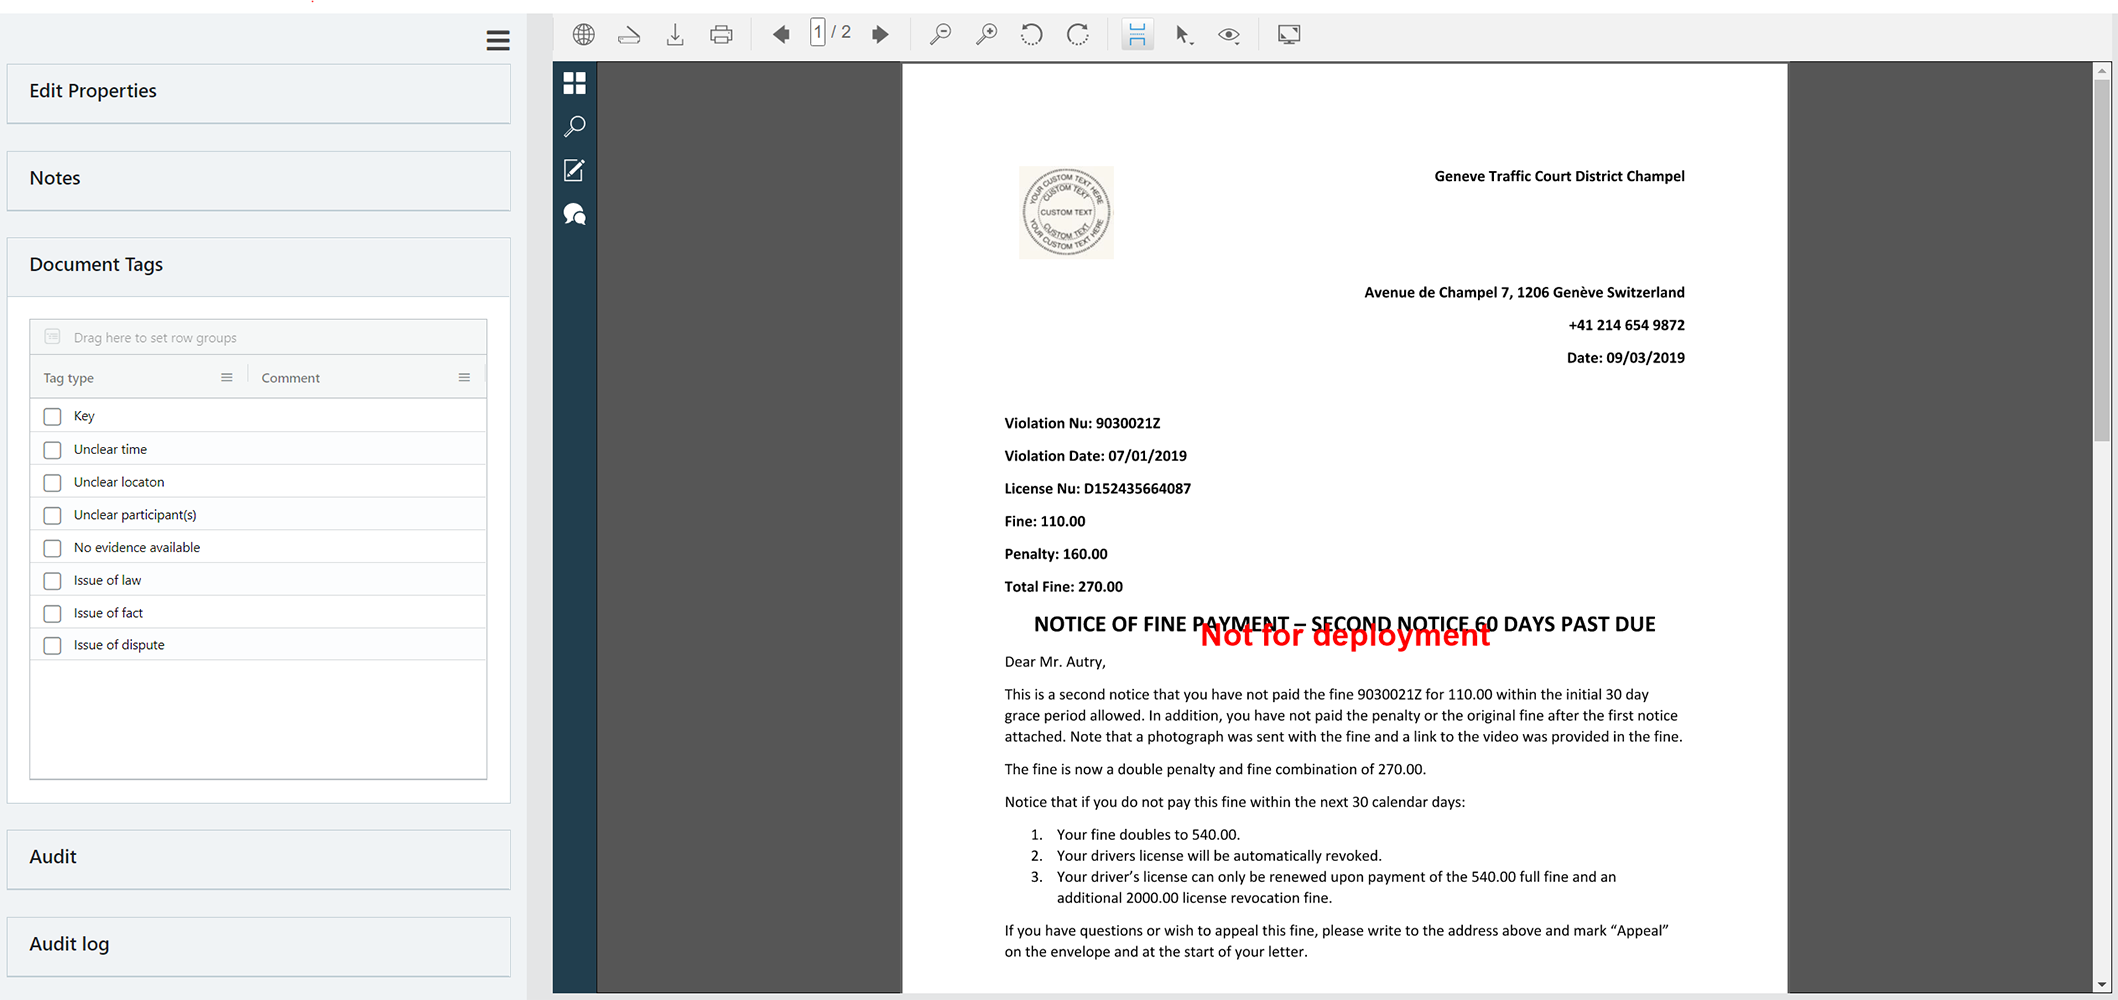 Edit Properties
Notes
Document Tags
Drag here to set row groups
Tag type
Comment
Key
Unclear time
Unclear locaton
Unclear participant(s)
No evidence available
Issue of law
Issue of fact
Issue of dispute
Audit
Audit log
1 / 2
YOUR CUSTOM TEXT HERE
CUSTOM TEXT
CUSTOM TEXT
CUSTOM TEXT
YOUR CUSTOM TEXT HERE
Geneve Traffic Court District Champel
Avenue de Champel 7, 1206 Genève Switzerland
+41 214 654 9872
Date: 09/03/2019
Violation Nu: 9030021Z
Violation Date: 07/01/2019
License Nu: D152435664087
Fine: 110.00
Penalty: 160.00
Total Fine: 270.00
NOTICE OF FINE PAYMENT – SECOND NOTICE 60 DAYS PAST DUE
Not for deployment
Dear Mr. Autry,
This is a second notice that you have not paid the fine 9030021Z for 110.00 within the initial 30 day
grace period allowed. In addition, you have not paid the penalty or the original fine after the first notice
attached. Note that a photograph was sent with the fine and a link to the video was provided in the fine.
The fine is now a double penalty and fine combination of 270.00.
Notice that if you do not pay this fine within the next 30 calendar days:
1. Your fine doubles to 540.00.
2. Your drivers license will be automatically revoked.
3. Your driver’s license can only be renewed upon payment of the 540.00 full fine and an
additional 2000.00 license revocation fine.
If you have questions or wish to appeal this fine, please write to the address above and mark “Appeal”
on the envelope and at the start of your letter.